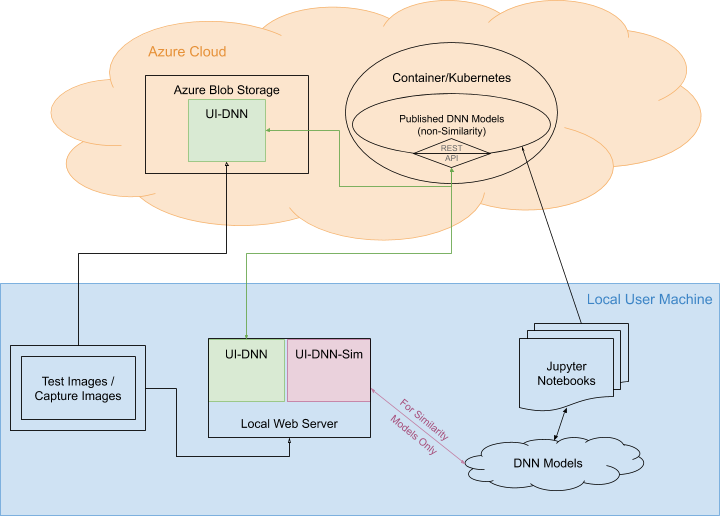 Azure Cloud
Azure Blob Storage
UI-DNN
Container/Kubernetes
Published DNN Models
(non-Similarity)
REST
API
Local User Machine
Test Images /
Capture Images
UI-DNN
UI-DNN-Sim
Local Web Server
For Similarity
Models Only
Jupyter
Notebooks
DNN Models